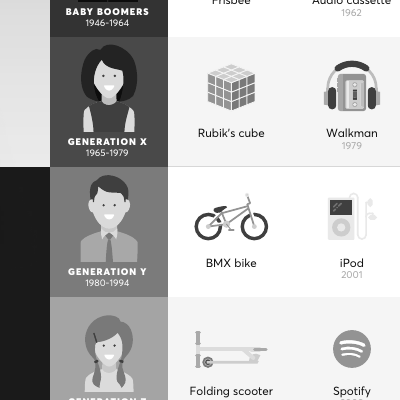 Frisbee
Audio cassette
BABY BOOMERS
1946-1964
1962
GENERATION X
1965-1979
Rubik's cube
Walkman
1979
GENERATION Y
1980-1994
BMX bike
iPod
2001
Folding scooter
Spotify